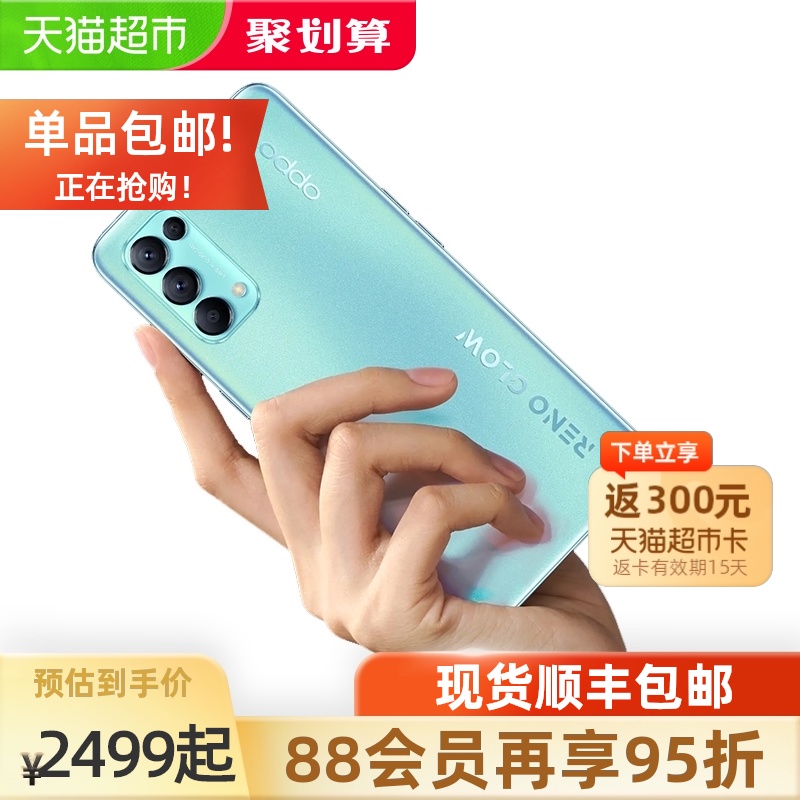 天猫超市
聚划算
单品包邮!
正在抢购!
oppo
RENO GLOW
下单立享
返300元
天猫超市卡
返卡有效期15天
预估到手价
¥2499起
现货顺丰包邮
88会员再享95折